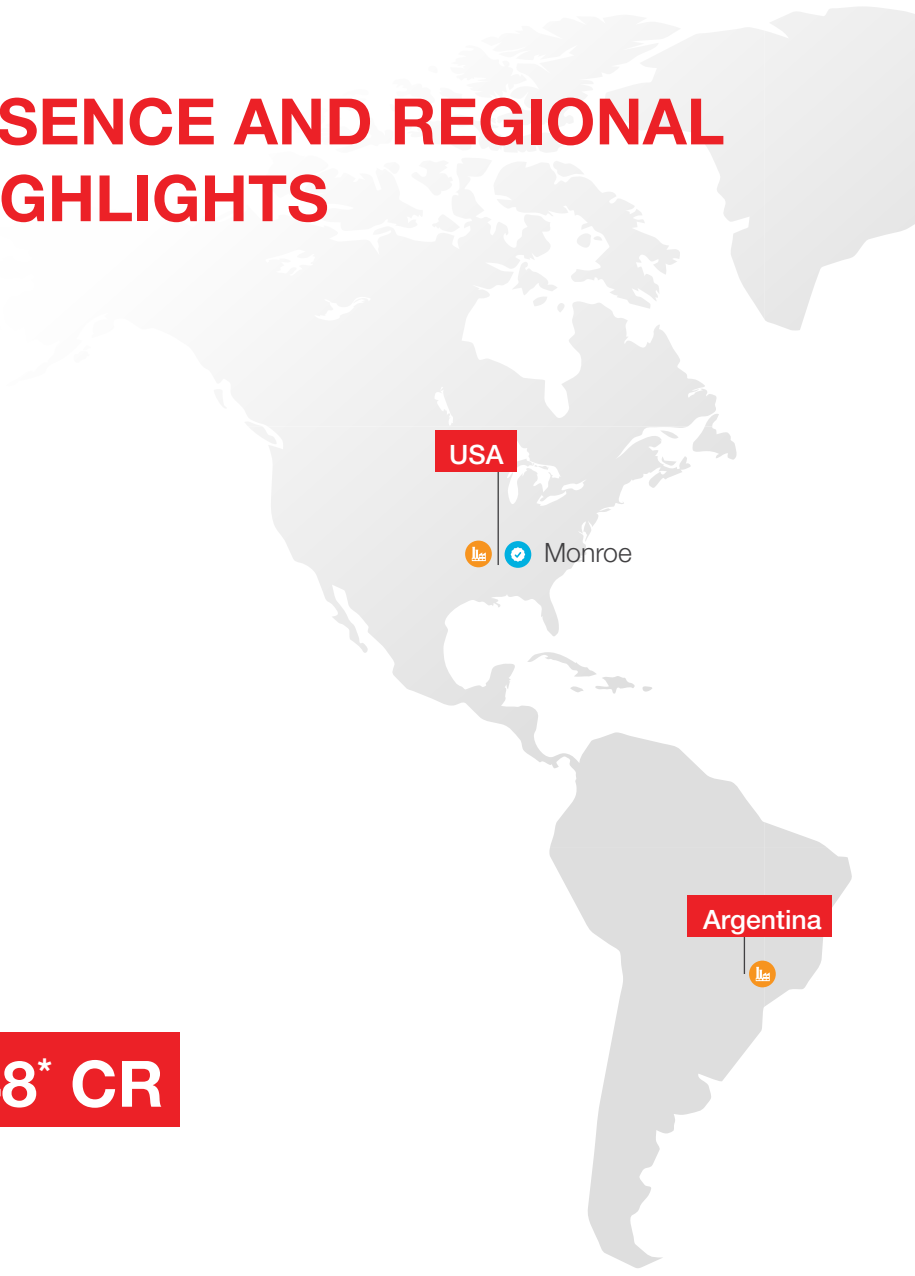 SENCE AND REGIONAL
GHLIGHTS
USA
Monroe
Argentina
8* CR